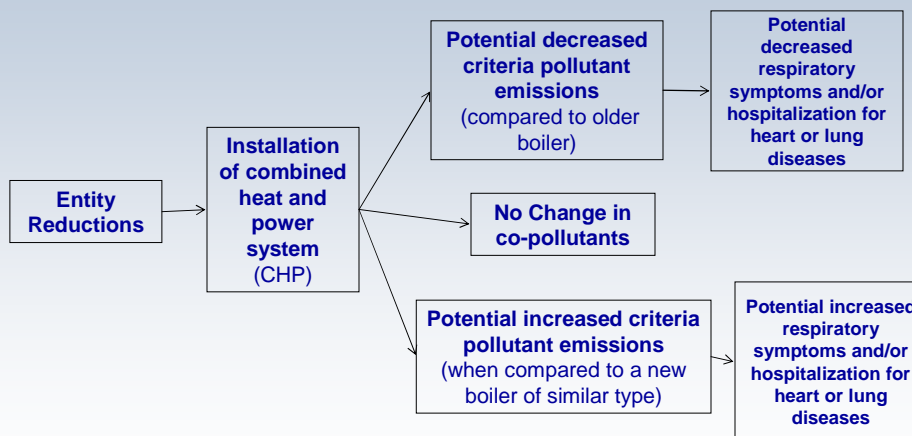 Entity
Reductions
Installation
of combined
heat and
power
system
(CHP)
Potential decreased
criteria pollutant
emissions
(compared to older
boiler)
Potential
decreased
respiratory
symptoms and/or
hospitalization for
heart or lung
diseases
No Change in
co-pollutants
Potential increased criteria
pollutant emissions
(when compared to a new
boiler of similar type)
Potential increased
respiratory
symptoms and/or
hospitalization for
heart or lung
diseases